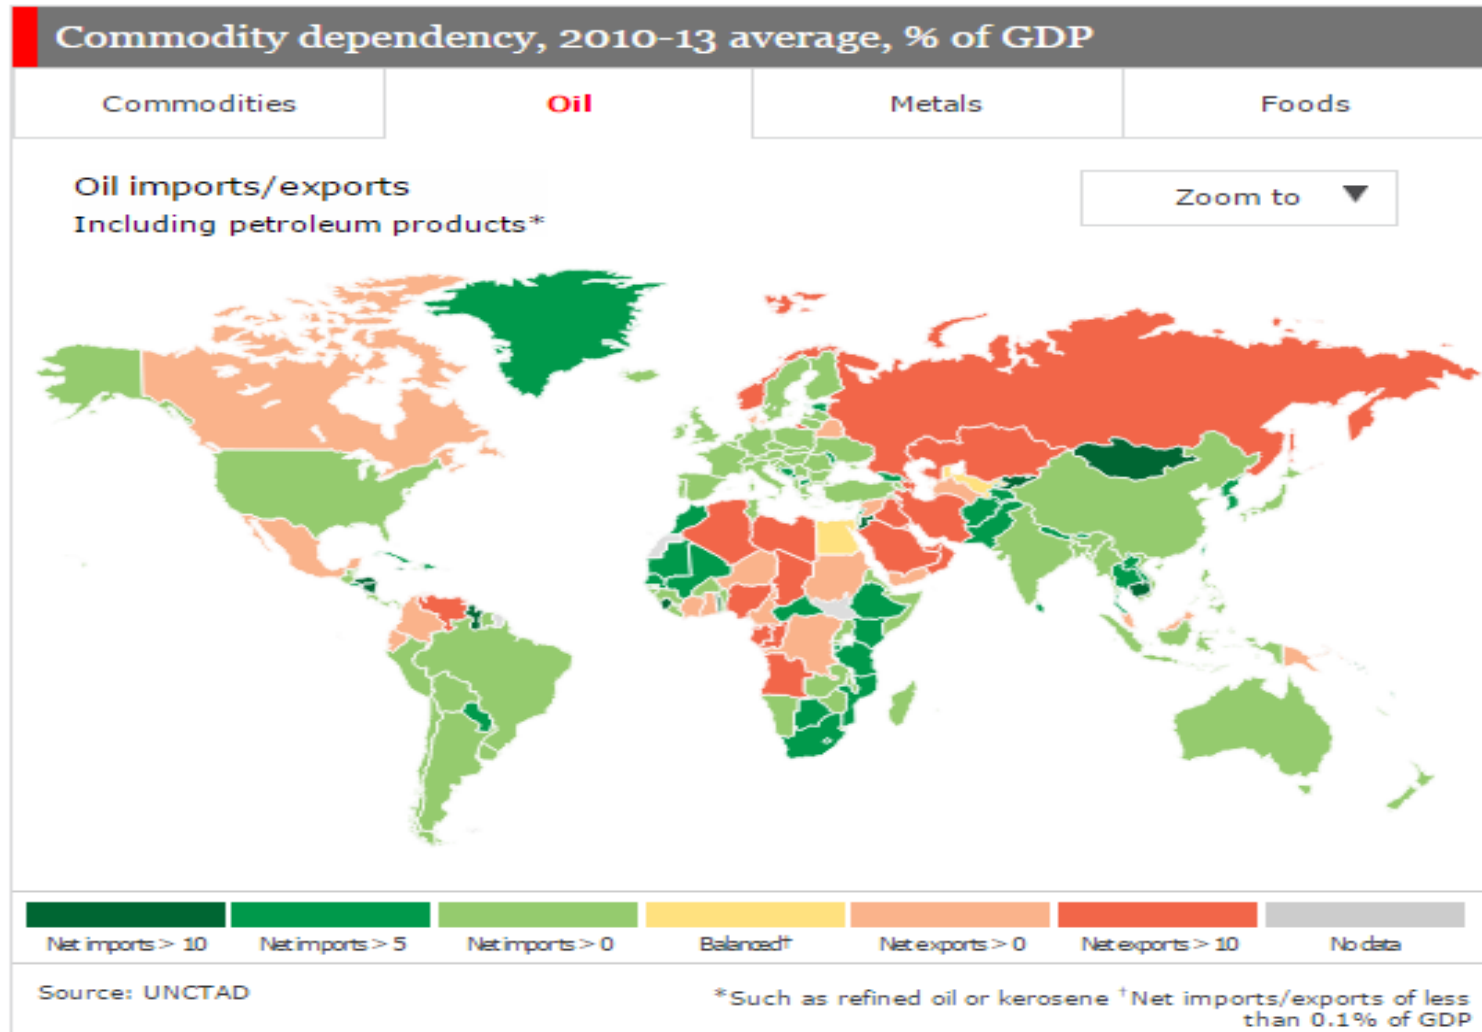 Commodity dependency, 2010-13 average, % of GDP
Commodities
Oil
Metals
Foods
Oil imports/exports
Including petroleum products*
Zoom to
Net imports > 10
Net imports > 5
Net imports > 0
Balanced†
Net exports > 0
Net exports > 10
No data
Source: UNCTAD
*Such as refined oil or kerosene †Net imports/exports of less
than 0.1% of GDP